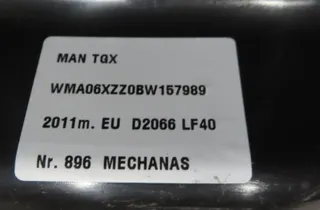 MAN TGX
WMA06XZZ0BW157989
2011m. EU D2066 LF40
Nr. 896 MECHANAS